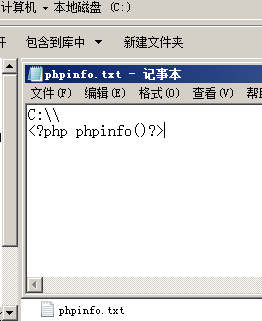 计算机 ▾ 本地磁盘 (C:)
开 包含到库中 ▾ 新建文件夹
phpinfo.txt - 记事本
文件(F) 编辑(E) 格式(O) 查看(V) 帮
C:\\
<?php phpinfo()?>
phpinfo.txt